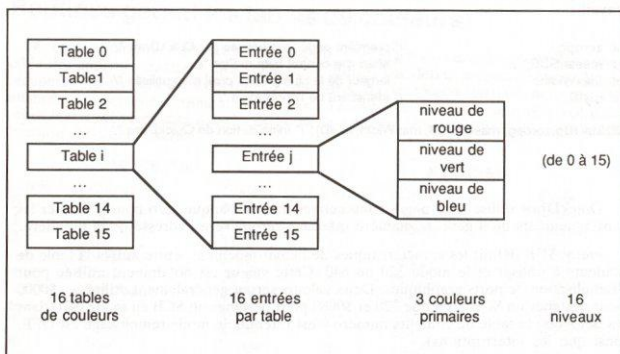 Table 0
Table1
Table 2
...
Table i
...
Table 14
Table 15
16 tables
de couleurs
Entrée 0
Entrée 1
Entrée 2
...
Entrée j
...
Entrée 14
Entrée 15
16 entrées
par table
niveau de
rouge
niveau de
vert
niveau de
bleu
3 couleurs
primaires
(de 0 à 15)
16
niveaux